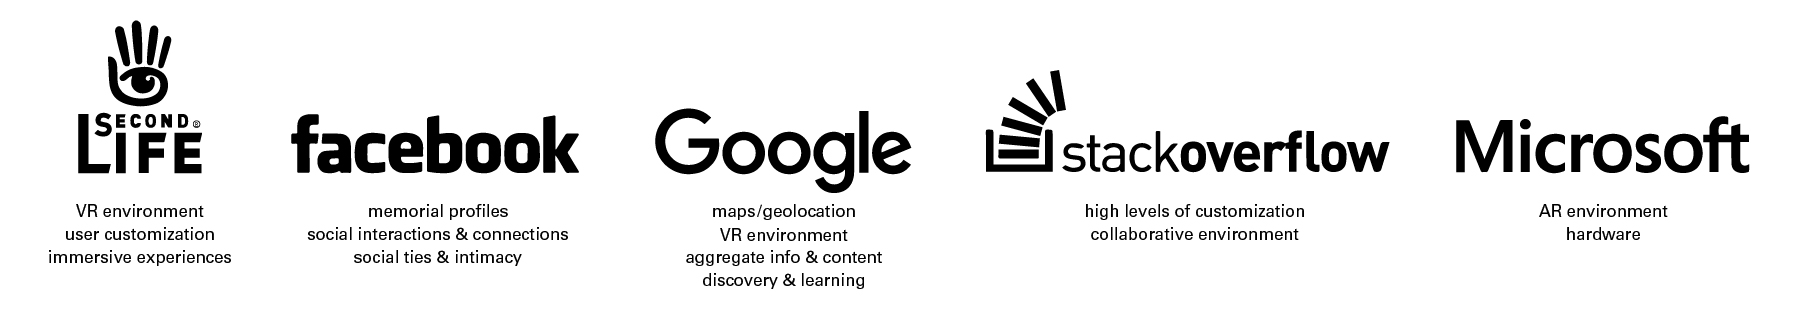 SECOND®
LIFE
VR environment
user customization
immersive experiences
facebook
memorial profiles
social interactions & connections
social ties & intimacy
Google
maps/geolocation
VR environment
aggregate info & content
discovery & learning
stackoverflow
high levels of customization
collaborative environment
Microsoft
AR environment
hardware